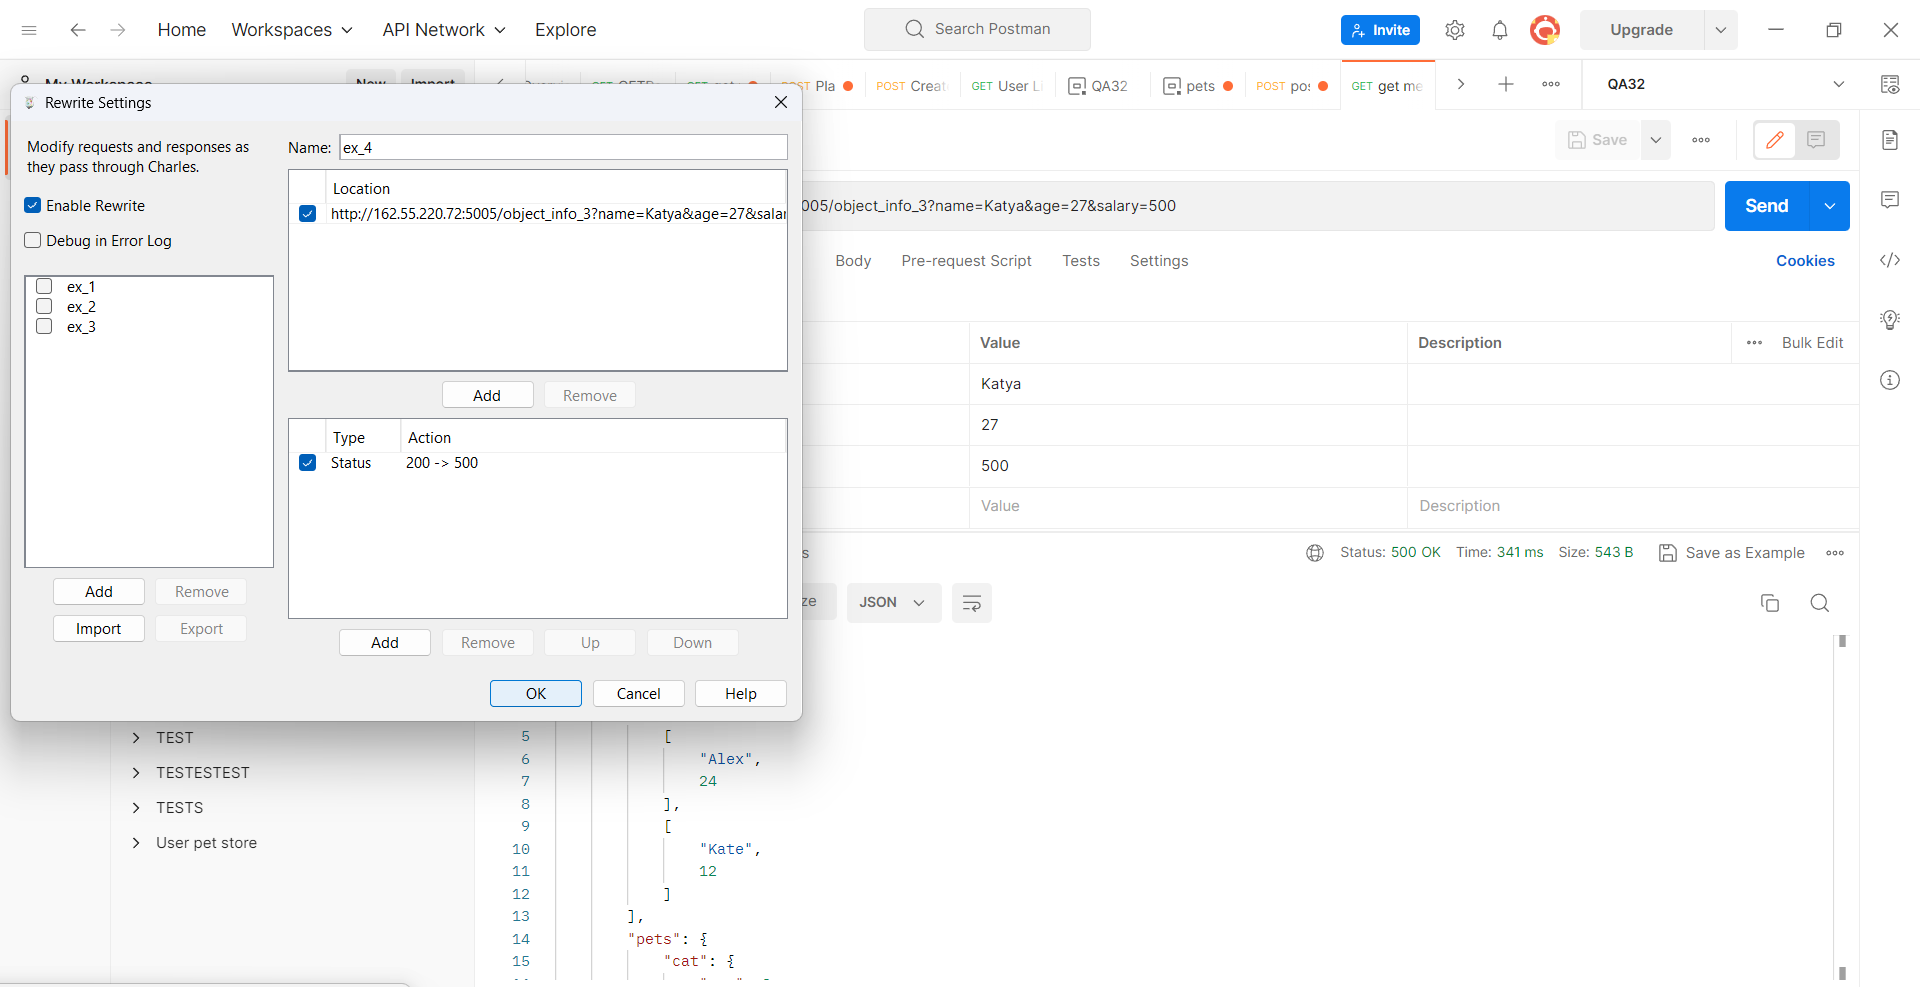 Home
Workspaces
API Network
Explore
Search Postman
Invite
Upgrade
Pla
POST Creat
GET User Li
QA32
pets
POST pos
GET get me
QA32
Rewrite Settings
Modify requests and responses as
they pass through Charles.
Enable Rewrite
Debug in Error Log
ex_1
ex_2
ex_3
Add
Remove
Import
Export
Name: ex_4
Location
http://162.55.220.72:5005/object_info_3?name=Katya&age=27&salar
Add
Remove
Type Action
Status 200 -> 500
Add
Remove
Up
Down
OK
Cancel
Help
Save
005/object_info_3?name=Katya&age=27&salary=500
Send
Body
Pre-request Script
Tests
Settings
Cookies
Value
Description
Bulk Edit
Katya
27
500
Value
Description
Status: 500 OK Time: 341 ms Size: 543 B
Save as Example
ze
JSON
TEST
TESTESTEST
TESTS
User pet store
5 [
6 "Alex",
7 24
8 ],
9 [
10 "Kate",
11 12
12 ]
13 ],
14 "pets": {
15 "cat": {